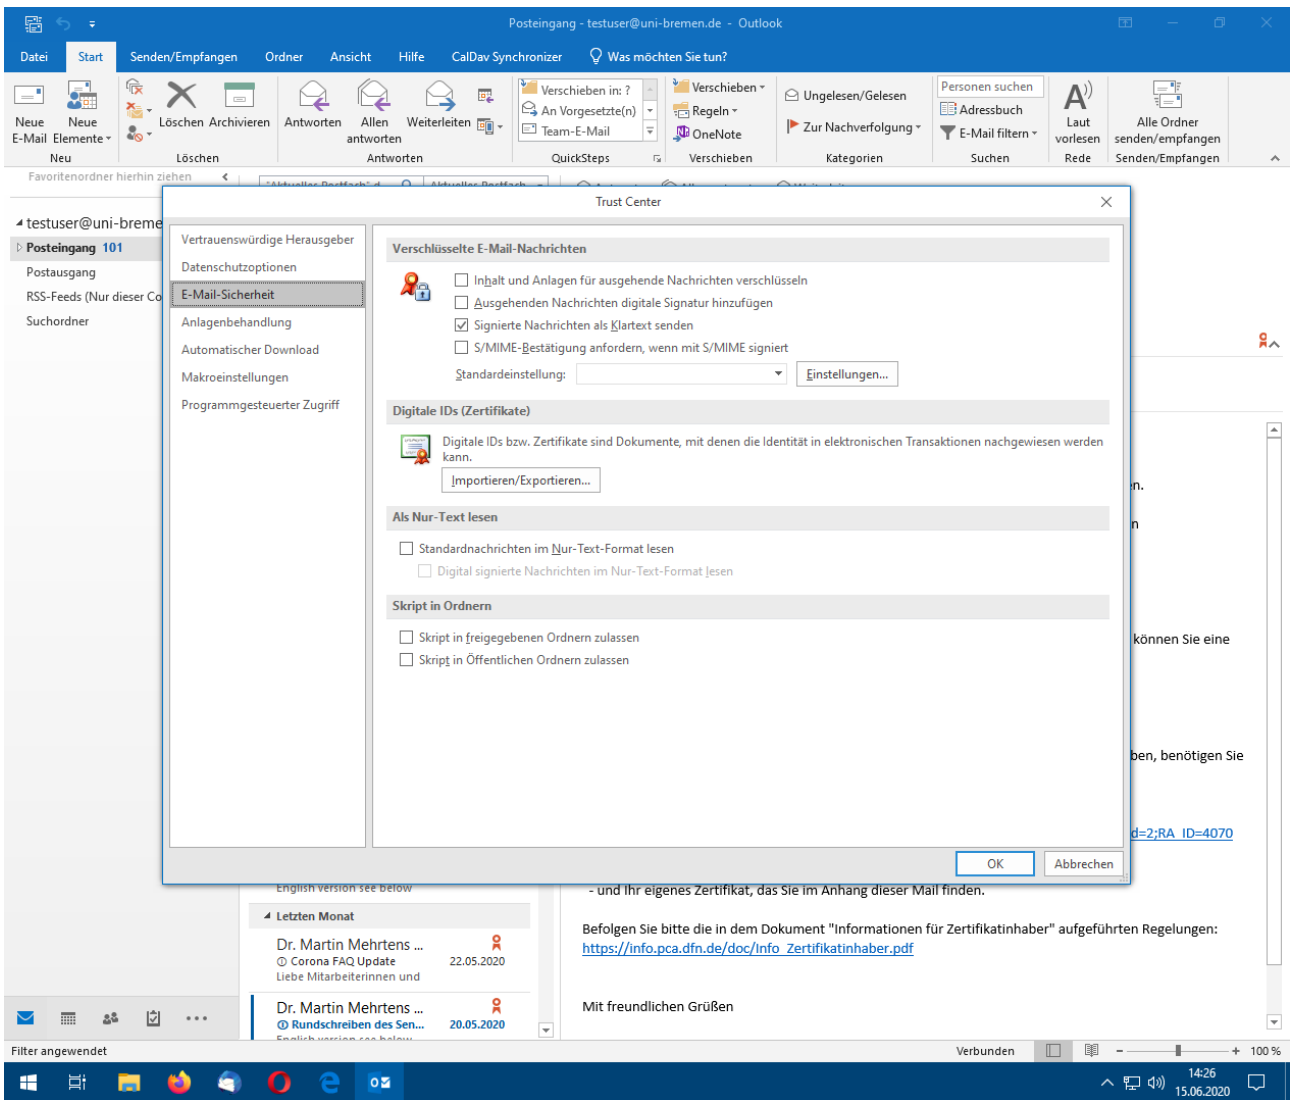 Posteingang - testuser@uni-bremen.de - Outlook
Datei Start Senden/Empfangen Ordner Ansicht Hilfe CalDav Synchronizer Was möchten Sie tun?
Neue E-Mail
Neue Elemente
Neu
Löschen Archivieren
Löschen
Antworten
Allen antworten
Weiterleiten
Antworten
Verschieben in: ?
An Vorgesetzte(n)
Team-E-Mail
QuickSteps
Verschieben
Regeln
OneNote
Verschieben
Ungelesen/Gelesen
Zur Nachverfolgung
Kategorien
Personen suchen
Adressbuch
E-Mail filtern
Suchen
Laut vorlesen
Rede
Alle Ordner senden/empfangen
Senden/Empfangen
Favoritenordner hierhin ziehen
"Aktuelles Postfach" d
Aktuelles Postfach
testuser@uni-breme
Posteingang 101
Postausgang
RSS-Feeds (Nur dieser Co
Suchordner
Trust Center
Vertrauenswürdige Herausgeber
Datenschutzoptionen
E-Mail-Sicherheit
Anlagenbehandlung
Automatischer Download
Makroeinstellungen
Programmgesteuerter Zugriff
Verschlüsselte E-Mail-Nachrichten
Inhalt und Anlagen für ausgehende Nachrichten verschlüsseln
Ausgehenden Nachrichten digitale Signatur hinzufügen
Signierte Nachrichten als Klartext senden
S/MIME-Bestätigung anfordern, wenn mit S/MIME signiert
Standardeinstellung: Einstellungen...
Digitale IDs (Zertifikate)
Digitale IDs bzw. Zertifikate sind Dokumente, mit denen die Identität in elektronischen Transaktionen nachgewiesen werden
kann.
Importieren/Exportieren...
Als Nur-Text lesen
Standardnachrichten im Nur-Text-Format lesen
Digital signierte Nachrichten im Nur-Text-Format lesen
Skript in Ordnern
Skript in freigegebenen Ordnern zulassen
Skript in Öffentlichen Ordnern zulassen
OK Abbrechen
en.
n
können Sie eine
ben, benötigen Sie
d=2;RA_ID=4070
English version see below
Letzten Monat
Dr. Martin Mehrtens ...
Corona FAQ Update 22.05.2020
Liebe Mitarbeiterinnen und
Dr. Martin Mehrtens ...
Rundschreiben des Sen... 20.05.2020
English version see below
- und Ihr eigenes Zertifikat, das Sie im Anhang dieser Mail finden.
Befolgen Sie bitte die in dem Dokument "Informationen für Zertifikatinhaber" aufgeführten Regelungen:
https://info.pca.dfn.de/doc/Info_Zertifikatinhaber.pdf
Mit freundlichen Grüßen
Filter angewendet
Verbunden
100 %
14:26
15.06.2020